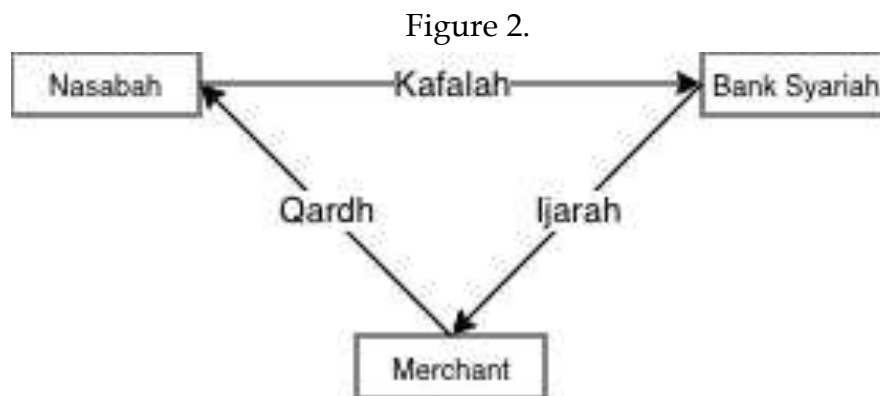 Figure 2.
Nasabah
Kafalah
Bank Syariah
Qardh
Ijarah
Merchant